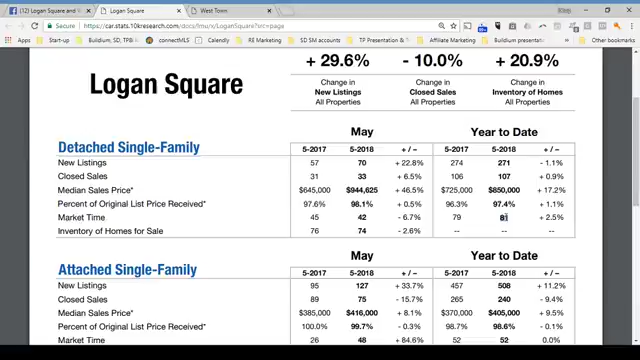 (1) Logan Square and
Logan Square
West Town
https://car.stats.10kresearch.com/docs/lmu/x/LoganSquare?src=page
Apps Start-up Buildium, SD, TPB connectMLS Calendly RE Marketing SD SM accounts TP Presentation & T Affiliate Marketing Buildium presentation Other bookmarks
Logan Square
+ 29.6% - 10.0% + 20.9%
Change in Change in Change in
New Listings Closed Sales Inventory of Homes
All Properties All Properties All Properties
May Year to Date
Detached Single-Family 5-2017 5-2018 + / – 5-2017 5-2018 + / –
New Listings 57 70 + 22.8% 274 271 - 1.1%
Closed Sales 31 33 + 6.5% 106 107 + 0.9%
Median Sales Price* $645,000 $944,625 + 46.5% $725,000 $850,000 + 17.2%
Percent of Original List Price Received* 97.6% 98.1% + 0.5% 96.3% 97.4% + 1.1%
Market Time 45 42 - 6.7% 79 81 + 2.5%
Inventory of Homes for Sale 76 74 - 2.6% -- -- --
May Year to Date
Attached Single-Family 5-2017 5-2018 + / – 5-2017 5-2018 + / –
New Listings 95 127 + 33.7% 457 508 + 11.2%
Closed Sales 89 75 - 15.7% 265 240 - 9.4%
Median Sales Price* $385,000 $416,000 + 8.1% $370,000 $405,000 + 9.5%
Percent of Original List Price Received* 100.0% 99.7% - 0.3% 98.7% 98.6% - 0.1%
Market Time 26 48 + 84.6% 52 52 0.0%